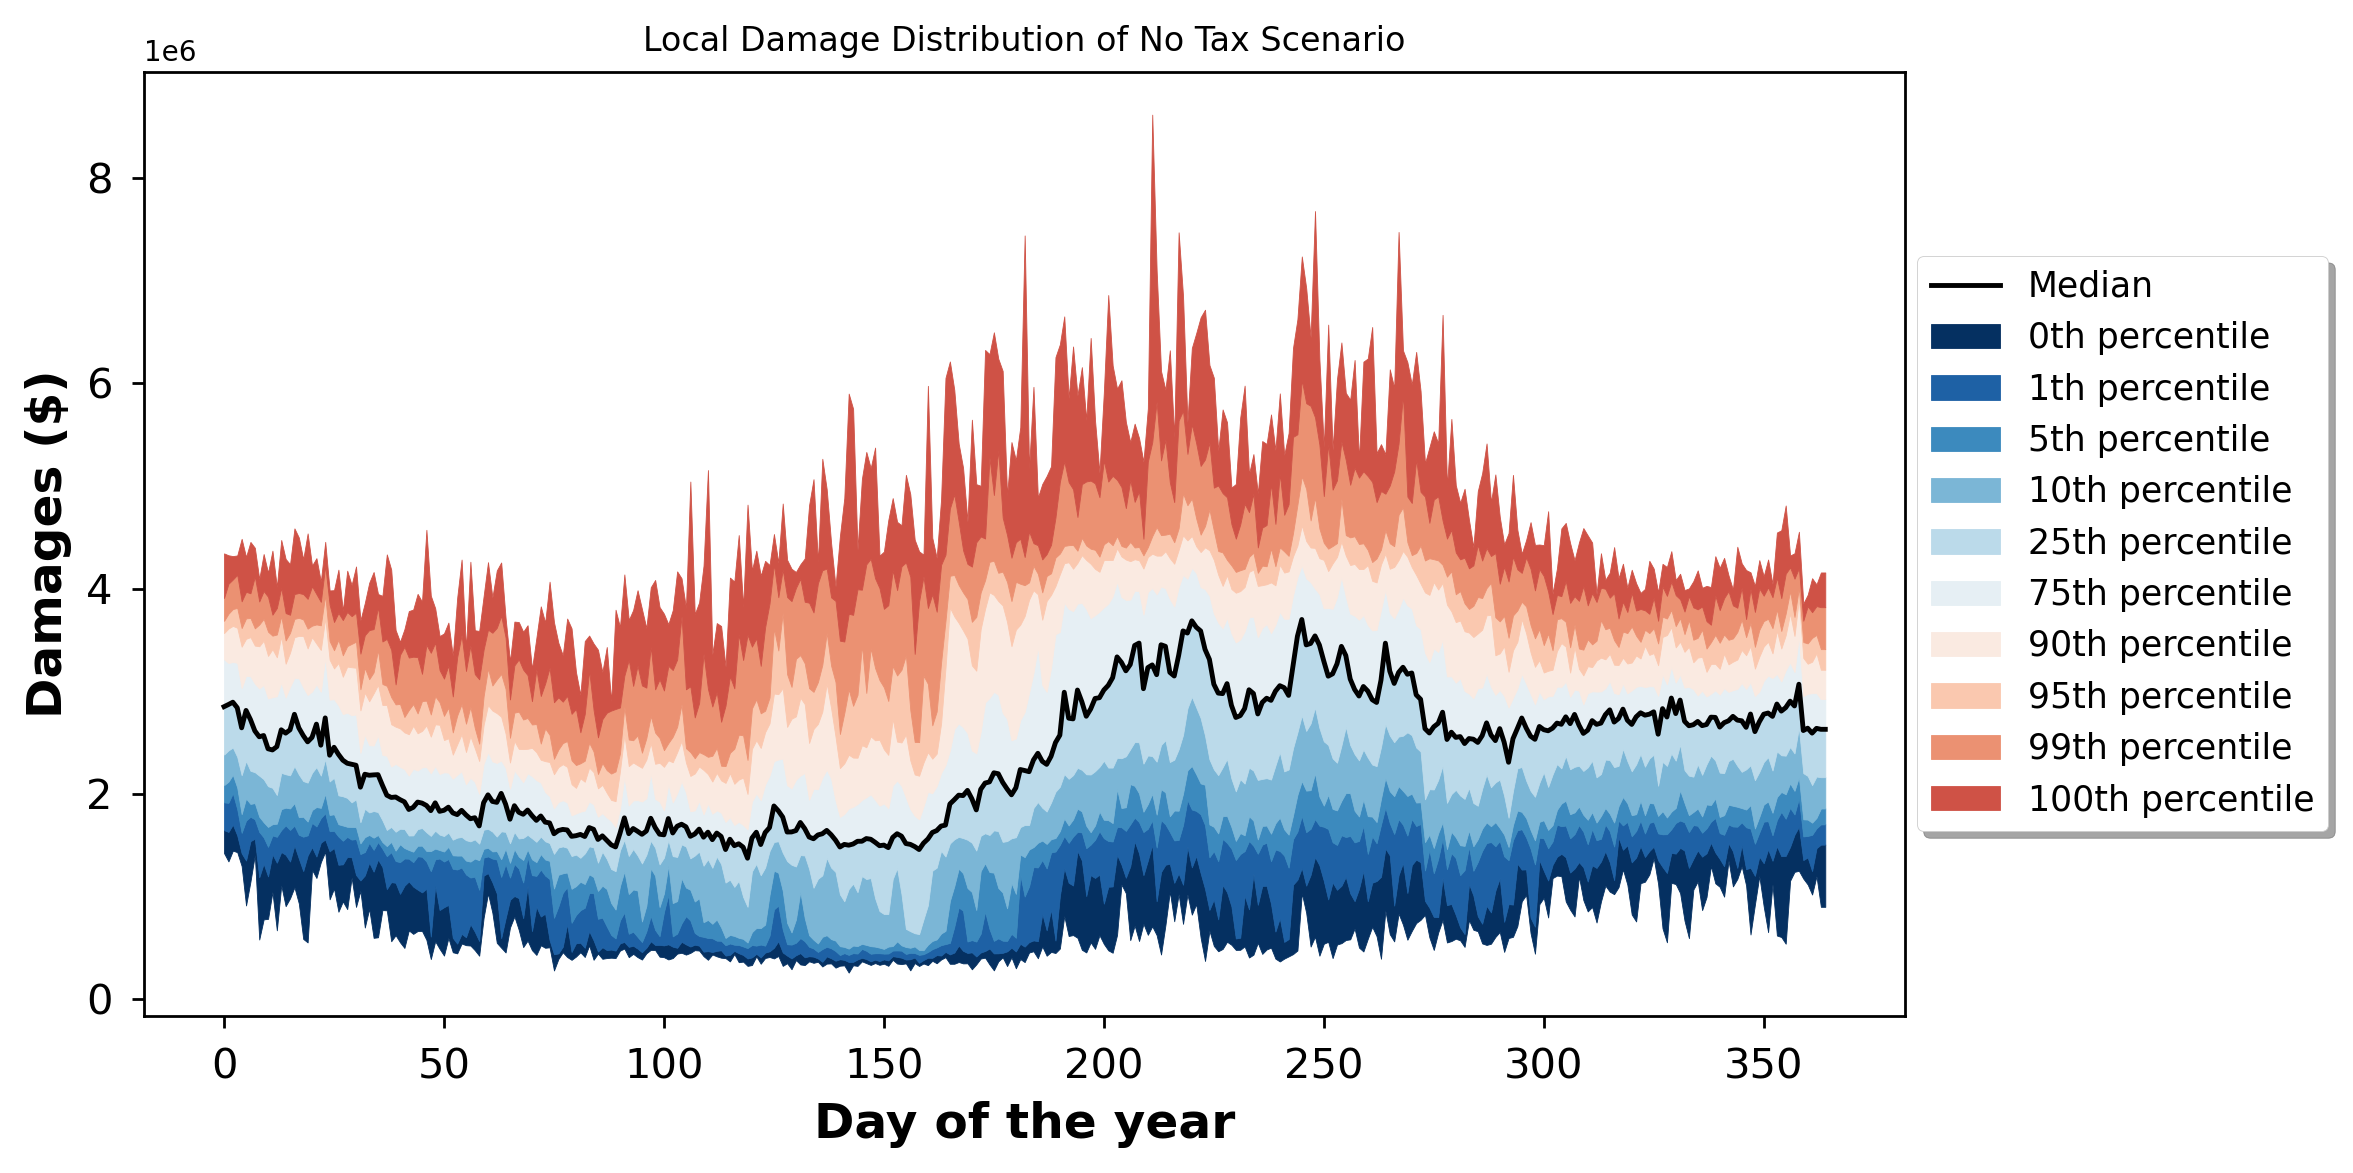 Local Damage Distribution of No Tax Scenario
1e6
8
6
4
2
0
Damages ($)
0 50 100 150 200 250 300 350
Day of the year
Median
0th percentile
1th percentile
5th percentile
10th percentile
25th percentile
75th percentile
90th percentile
95th percentile
99th percentile
100th percentile